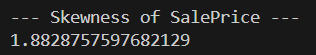 --- Skewness of SalePrice ---
1.8828757597682129